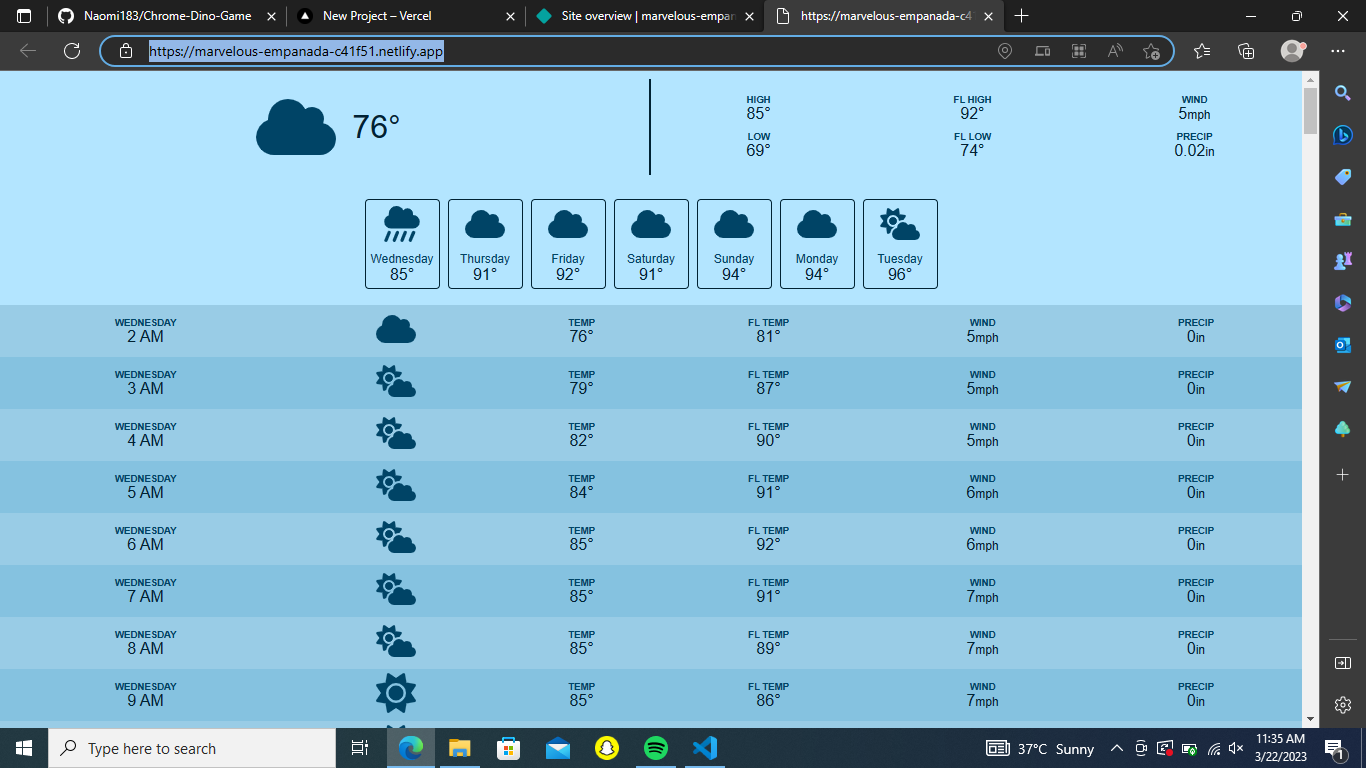 Naomi183/Chrome-Dino-Game
New Project – Vercel
Site overview | marvelous-empan
https://marvelous-empanada-c41
https://marvelous-empanada-c41f51.netlify.app
76°
HIGH
85°
FL HIGH
92°
WIND
5mph
LOW
69°
FL LOW
74°
PRECIP
0.02in
Wednesday
85°
Thursday
91°
Friday
92°
Saturday
91°
Sunday
94°
Monday
94°
Tuesday
96°
WEDNESDAY TEMP FL TEMP WIND PRECIP
2 AM 76° 81° 5mph 0in
WEDNESDAY TEMP FL TEMP WIND PRECIP
3 AM 79° 87° 5mph 0in
WEDNESDAY TEMP FL TEMP WIND PRECIP
4 AM 82° 90° 5mph 0in
WEDNESDAY TEMP FL TEMP WIND PRECIP
5 AM 84° 91° 6mph 0in
WEDNESDAY TEMP FL TEMP WIND PRECIP
6 AM 85° 92° 6mph 0in
WEDNESDAY TEMP FL TEMP WIND PRECIP
7 AM 85° 91° 7mph 0in
WEDNESDAY TEMP FL TEMP WIND PRECIP
8 AM 85° 89° 7mph 0in
WEDNESDAY TEMP FL TEMP WIND PRECIP
9 AM 85° 86° 7mph 0in
Type here to search
37°C Sunny
11:35 AM
3/22/2023
1